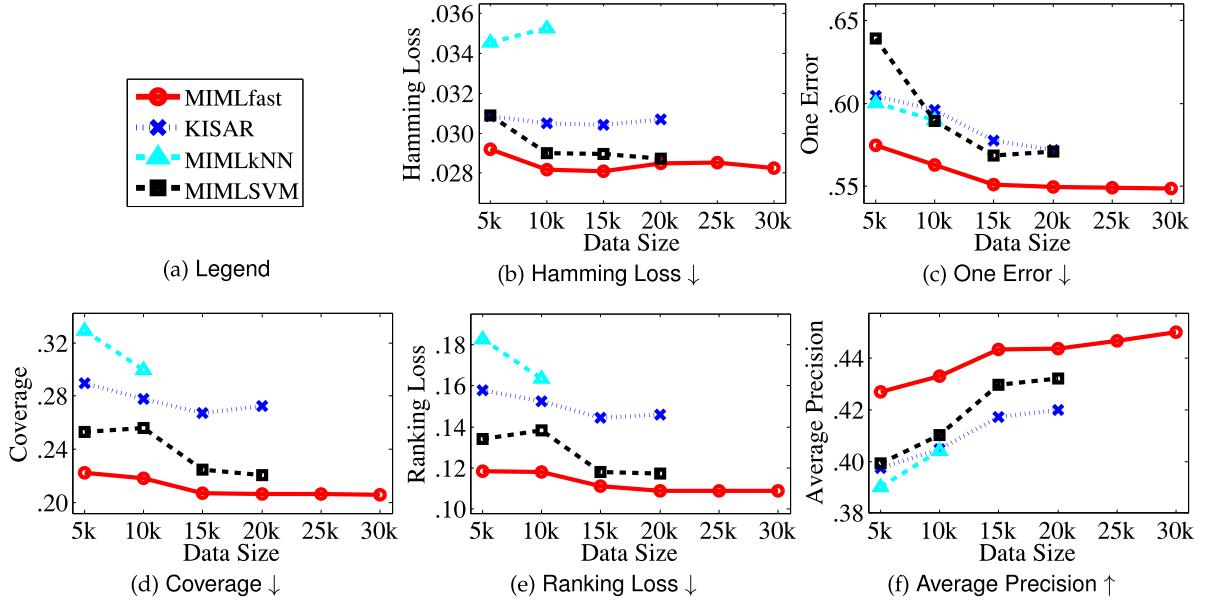 MIMLfast
KISAR
MIMLkNN
MIMLSVM
(a) Legend
Hamming Loss
.036
.034
.032
.030
.028
5k 10k 15k 20k 25k 30k
Data Size
(b) Hamming Loss ↓
One Error
.65
.60
.55
5k 10k 15k 20k 25k 30k
Data Size
(c) One Error ↓
Coverage
.32
.28
.24
.20
5k 10k 15k 20k 25k 30k
Data Size
(d) Coverage ↓
Ranking Loss
.18
.16
.14
.12
.10
5k 10k 15k 20k 25k 30k
Data Size
(e) Ranking Loss ↓
Average Precision
.44
.42
.40
.38
5k 10k 15k 20k 25k 30k
Data Size
(f) Average Precision ↑